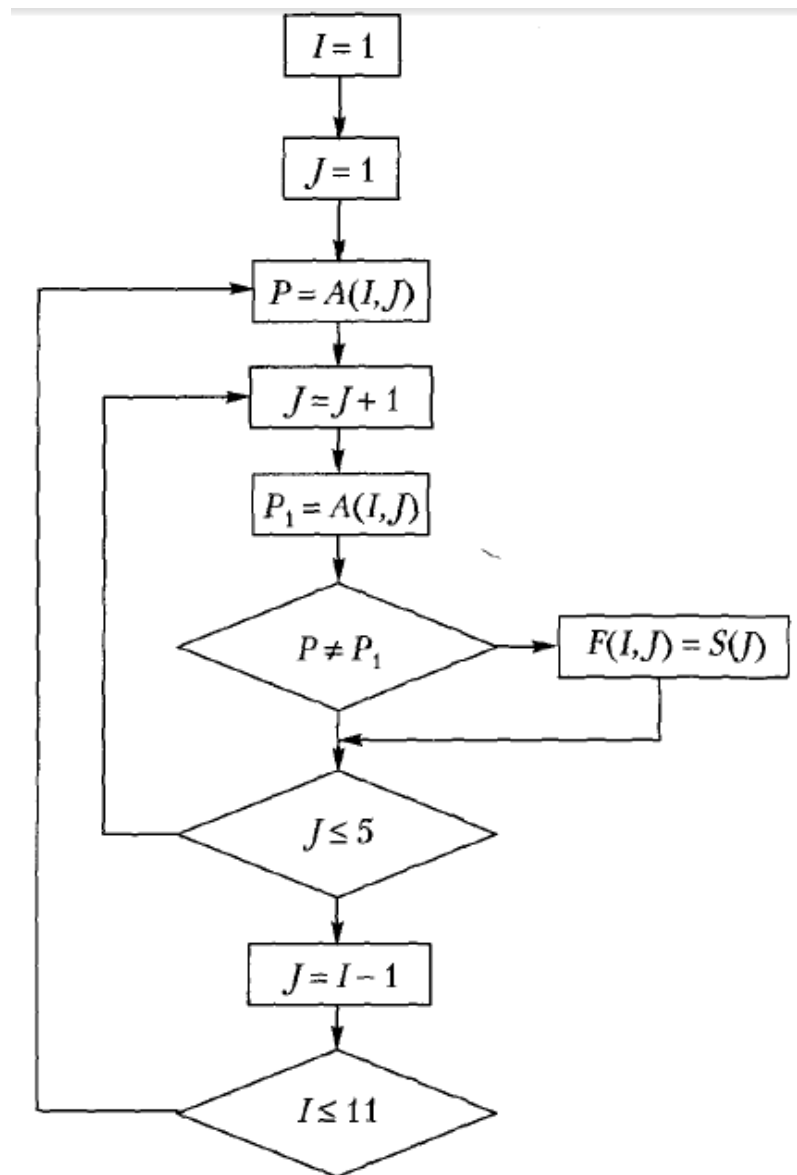 I = 1
J = 1
P = A(I,J)
J = J + 1
P₁ = A(I,J)
P ≠ P₁
F(I,J) = S(J)
J ≤ 5
J = I − 1
I ≤ 11